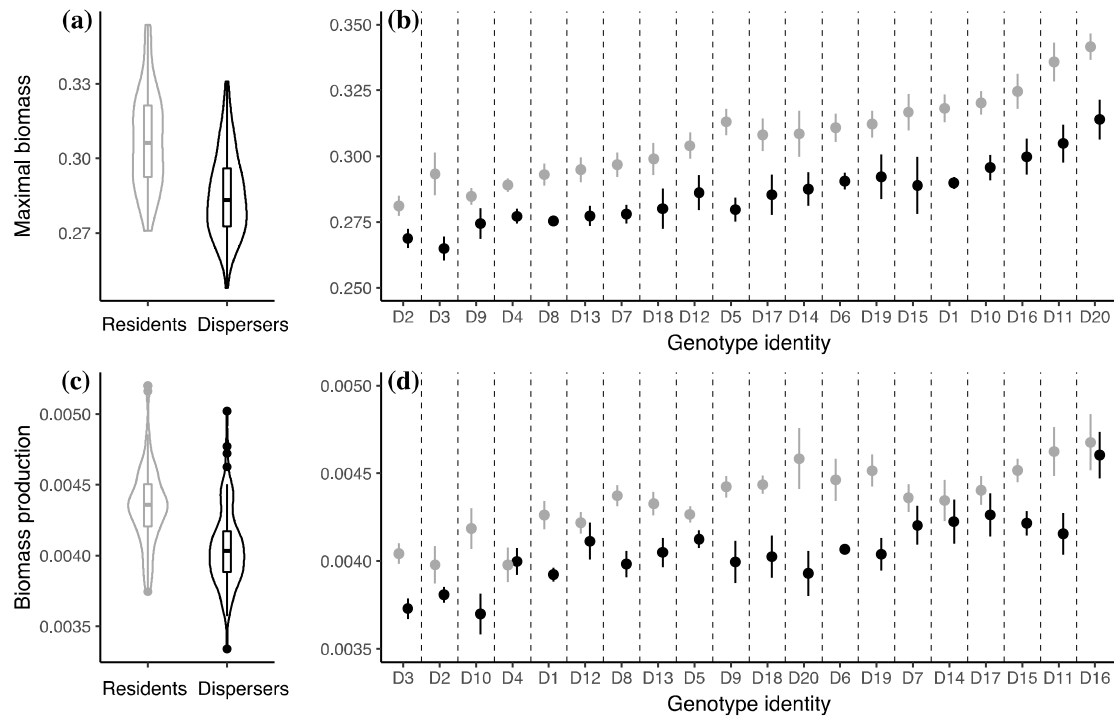 (a)
Maximal biomass
0.33
0.30
0.27
Residents Dispersers
(b)
0.350
0.325
0.300
0.275
0.250
D2 D3 D9 D4 D8 D13 D7 D18 D12 D5 D17 D14 D6 D19 D15 D1 D10 D16 D11 D20
Genotype identity
(c)
Biomass production
0.0050
0.0045
0.0040
0.0035
Residents Dispersers
(d)
0.0050
0.0045
0.0040
0.0035
D3 D2 D10 D4 D1 D12 D8 D13 D5 D9 D18 D20 D6 D19 D7 D14 D17 D15 D11 D16
Genotype identity